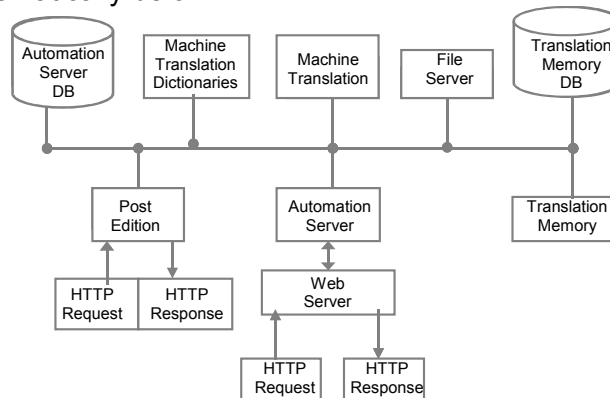 Automation
Server
DB
Machine
Translation
Dictionaries
Machine
Translation
File
Server
Translation
Memory
DB
Post
Edition
Automation
Server
Translation
Memory
HTTP
Request
HTTP
Response
Web
Server
HTTP
Request
HTTP
Response